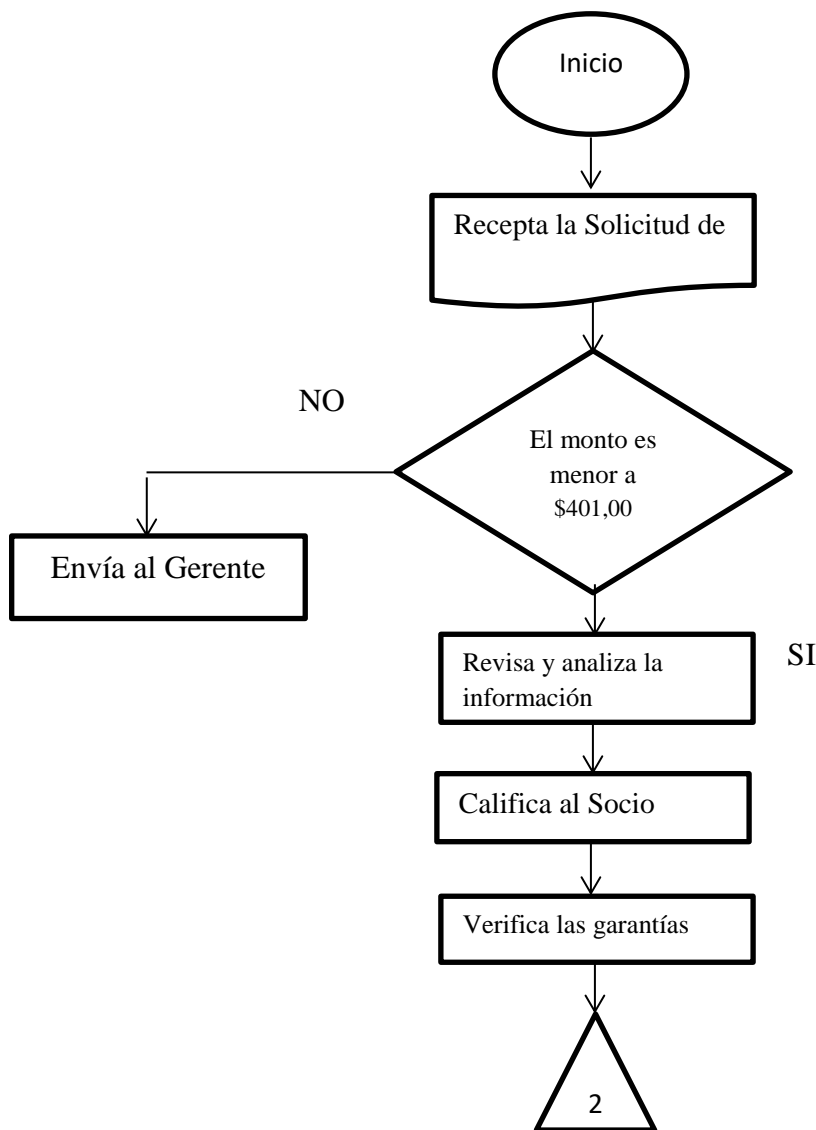 Inicio
Recepta la Solicitud de
NO
El monto es
menor a
$401,00
Envía al Gerente
SI
Revisa y analiza la
información
Califica al Socio
Verifica las garantías
2